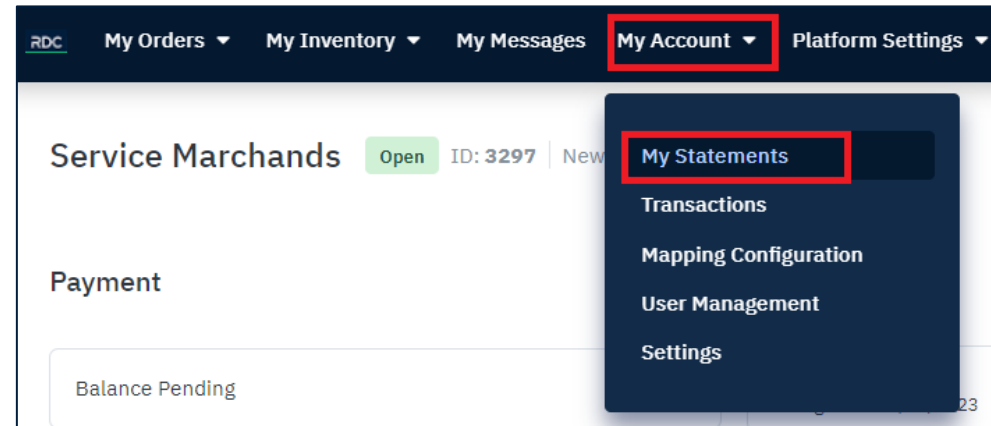 RDC My Orders My Inventory My Messages My Account Platform Settings
Service Marchands Open ID: 3297 New
My Statements
Transactions
Mapping Configuration
User Management
Settings
Payment
Balance Pending
23